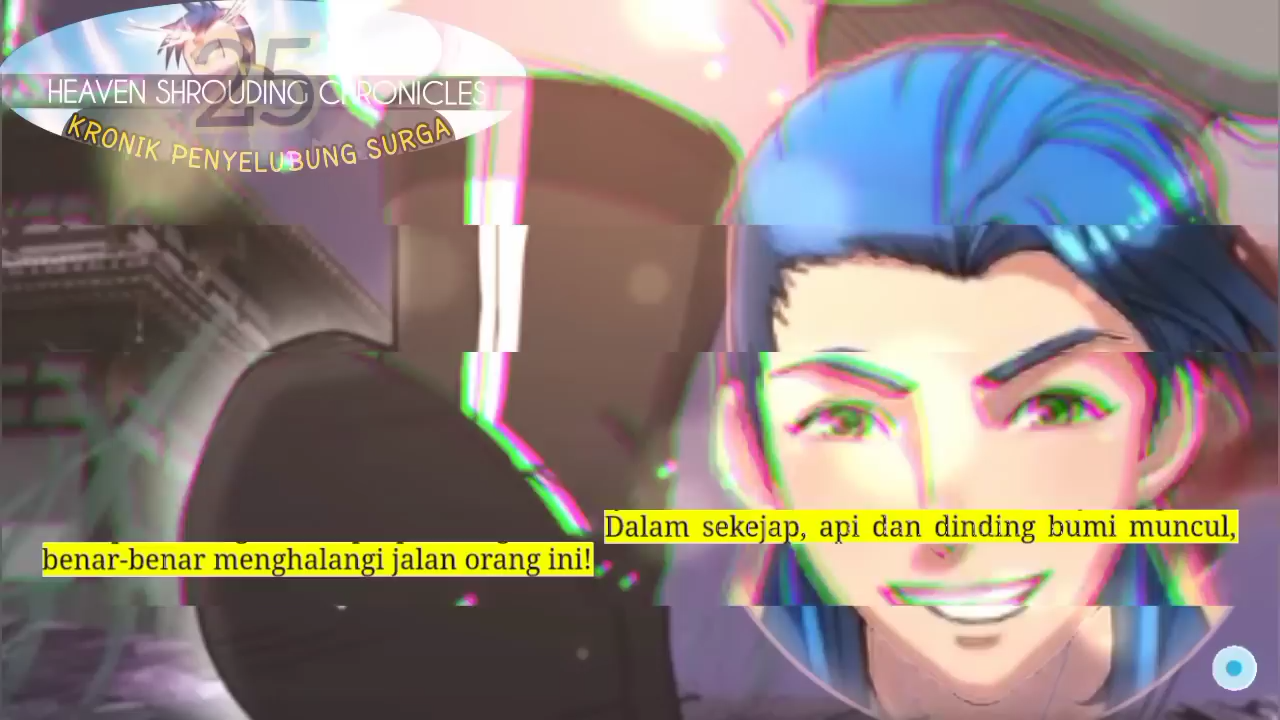 25
HEAVEN SHROUDING CHRONICLES
KRONIK PENYELUBUNG SURGA
Dalam sekejap, api dan dinding bumi muncul,
benar-benar menghalangi jalan orang ini!